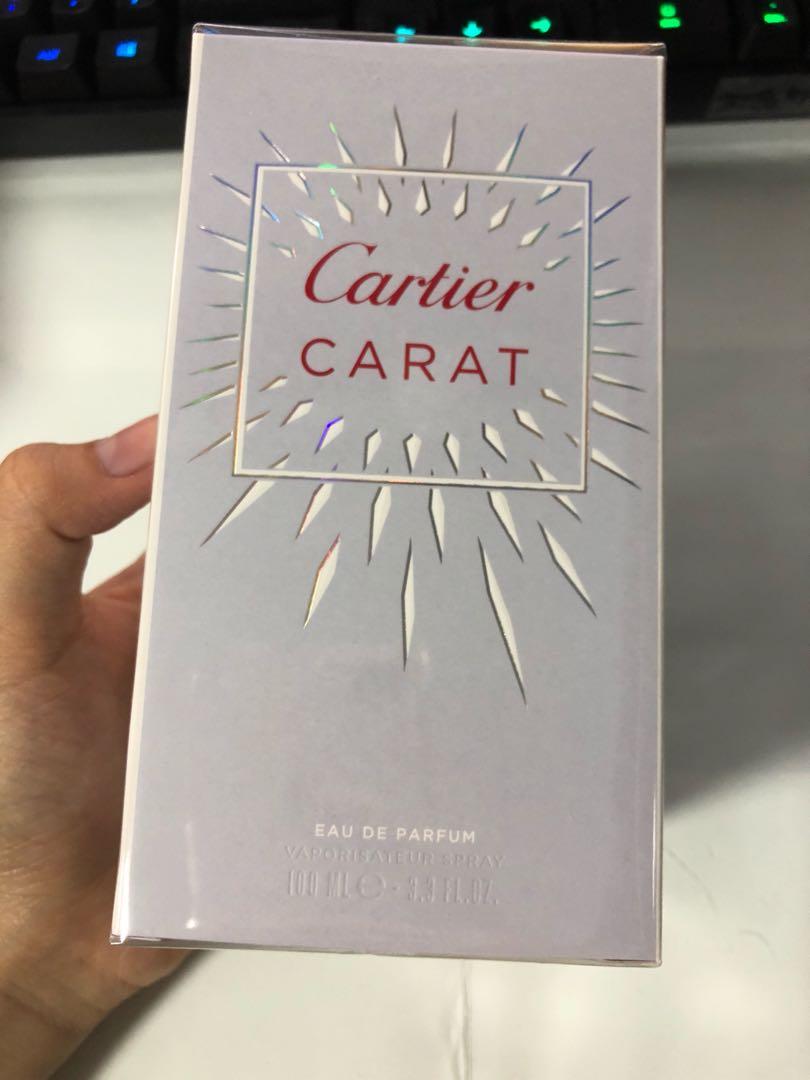 Cartier
CARAT
EAU DE PARFUM
VAPORISATEUR SPRAY
100 ML ℮ - 3.3 FL.OZ.